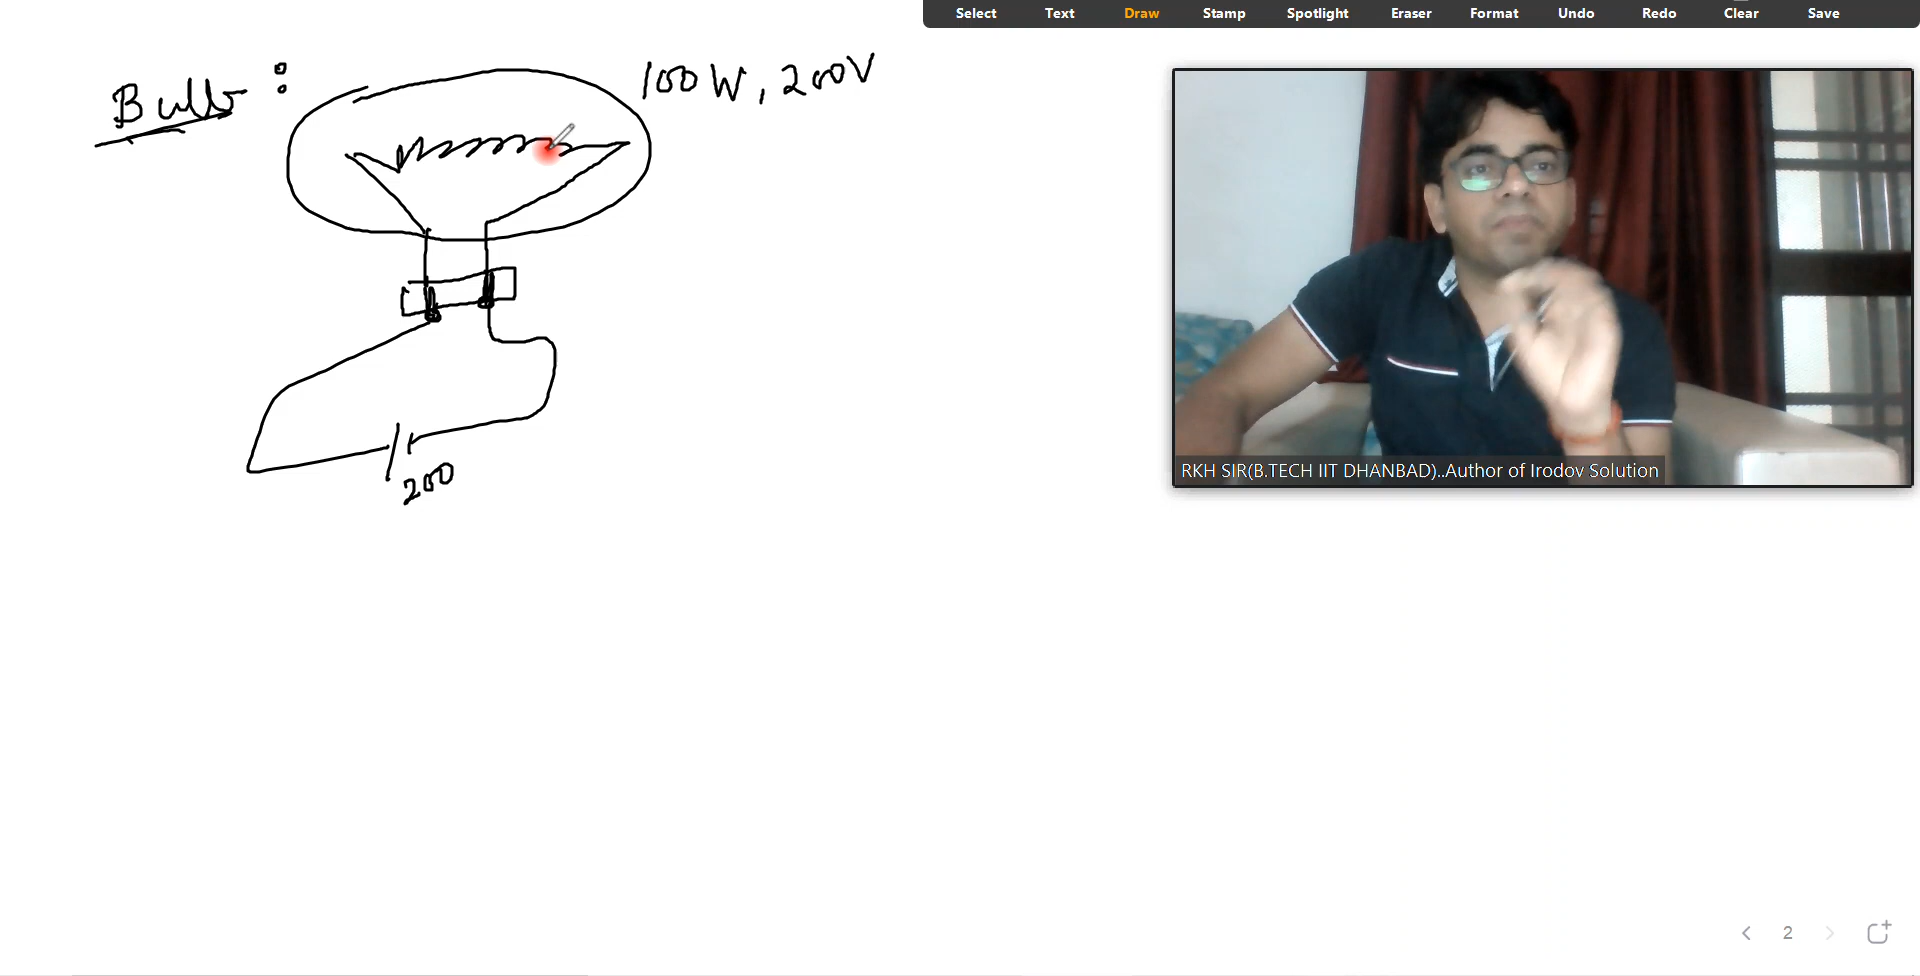 Select Text Draw Stamp Spotlight Eraser Format Undo Redo Clear Save
Bulb :
100 W, 200V
200
RKH SIR(B.TECH IIT DHANBAD)..Author of Irodov Solution
2